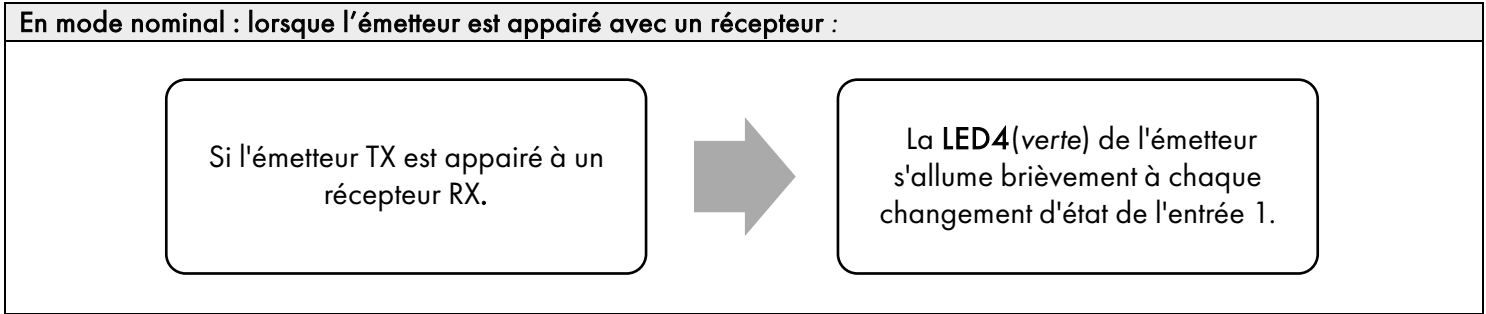 En mode nominal : lorsque l’émetteur est appairé avec un récepteur :
Si l'émetteur TX est appairé à un
récepteur RX.
La LED4(verte) de l'émetteur
s'allume brièvement à chaque
changement d'état de l'entrée 1.